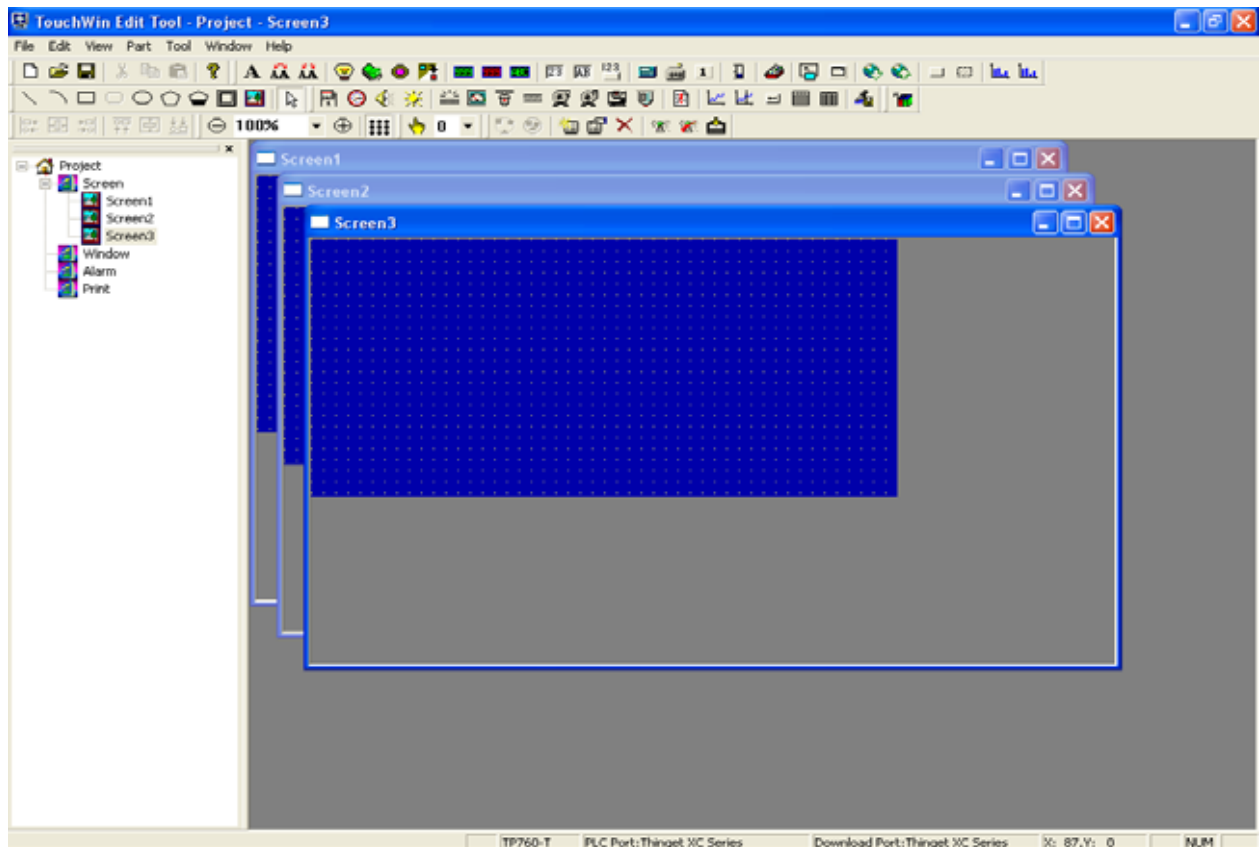 TouchWin Edit Tool - Project - Screen3
File Edit View Part Tool Window Help
100% 0
Project
Screen
Screen1
Screen2
Screen3
Window
Alarm
Print
Screen1
Screen2
Screen3
TP760-T PLC Port:Thinget XC Series Download Port:Thinget XC Series X: 87,Y: 0 NUM